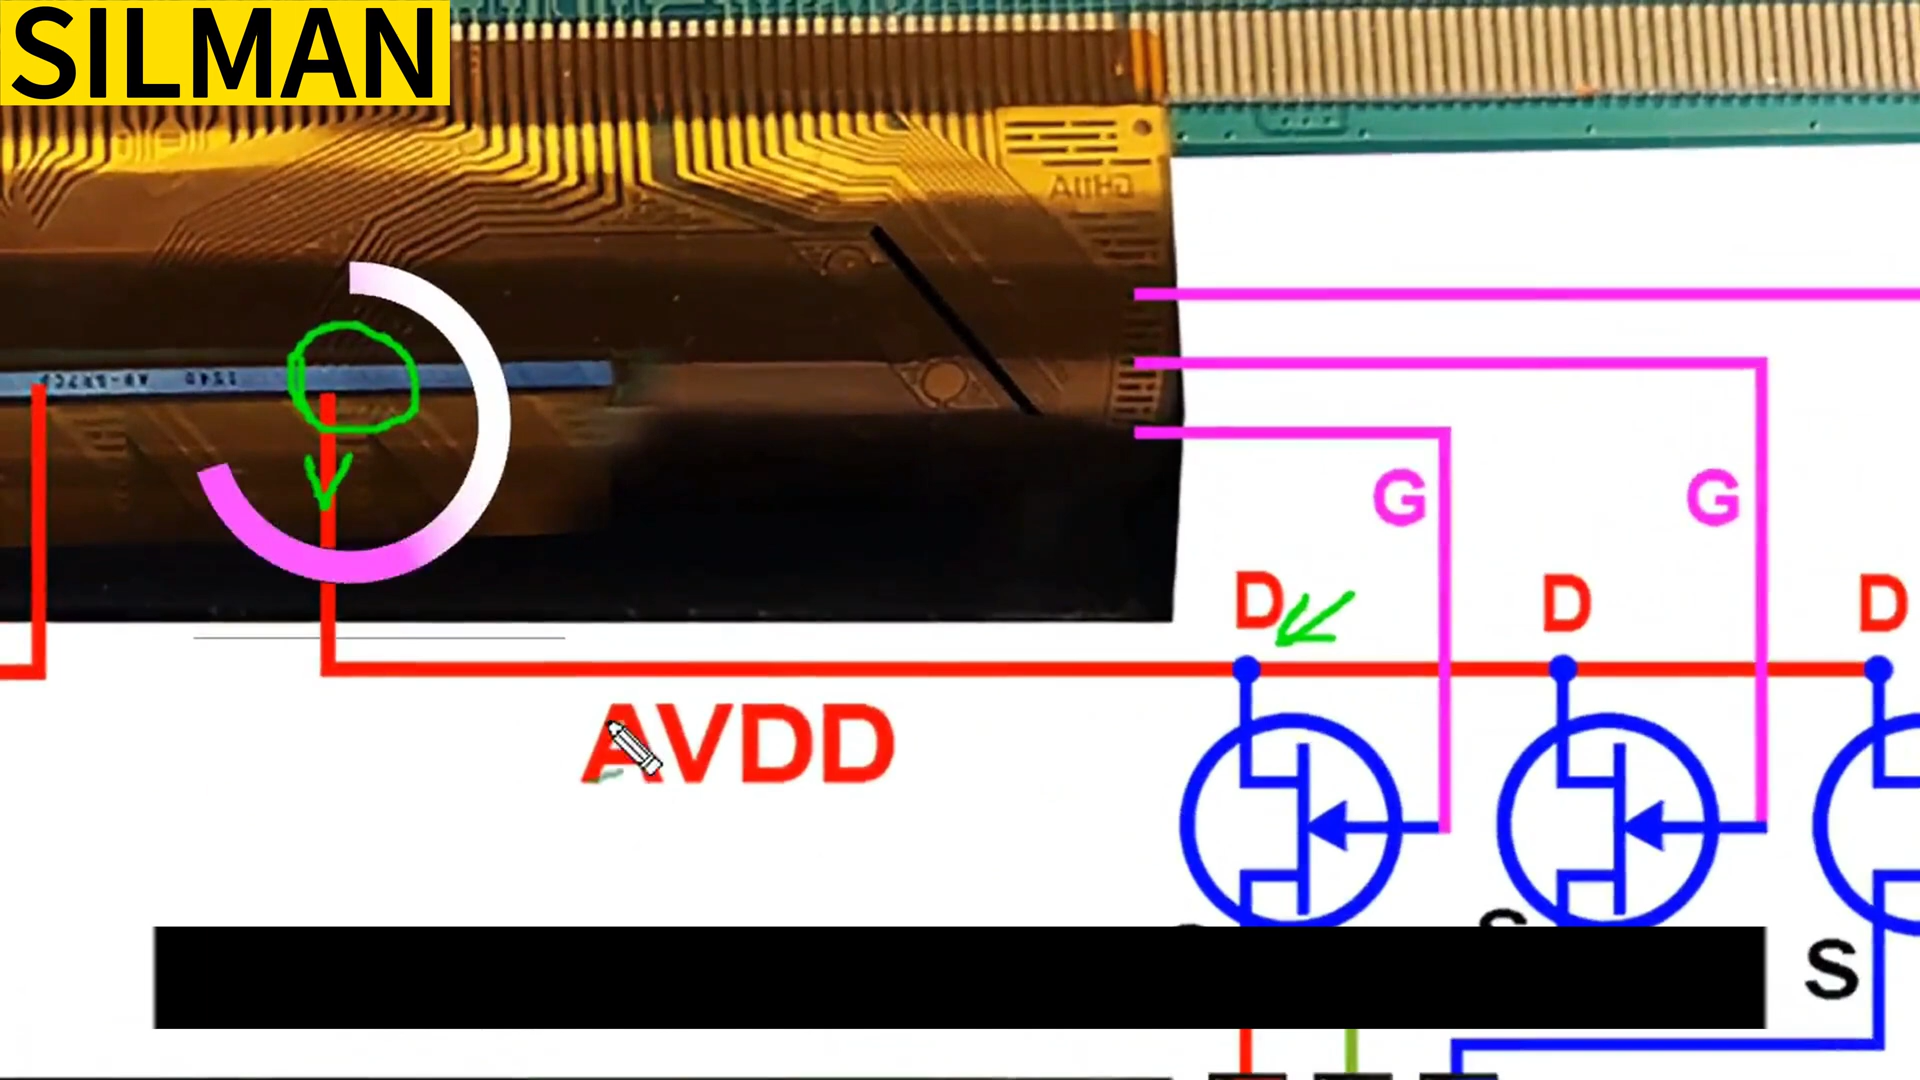 SILMAN
G G
D D D
AVDD
S
S